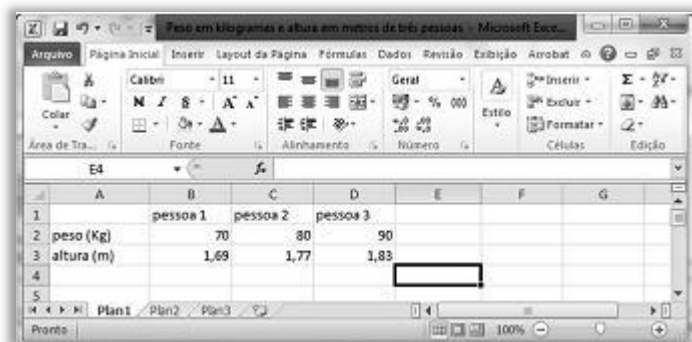 Peso em kilogramas e altura em metros de três pessoas - Microsoft Exce...
Arquivo Página Inicial Inserir Layout da Página Fórmulas Dados Revisão Exibição Acrobat
Colar Calibri 11 Geral Estilo Inserir Excluir Formatar
N I S A A % 000 Σ
Área de Tra... Fonte Alinhamento Número Células Edição
E4 fx
A B C D E F G
1 pessoa 1 pessoa 2 pessoa 3
2 peso (Kg) 70 80 90
3 altura (m) 1,69 1,77 1,83
4
5
Plan1 Plan2 Plan3
Pronto 100%